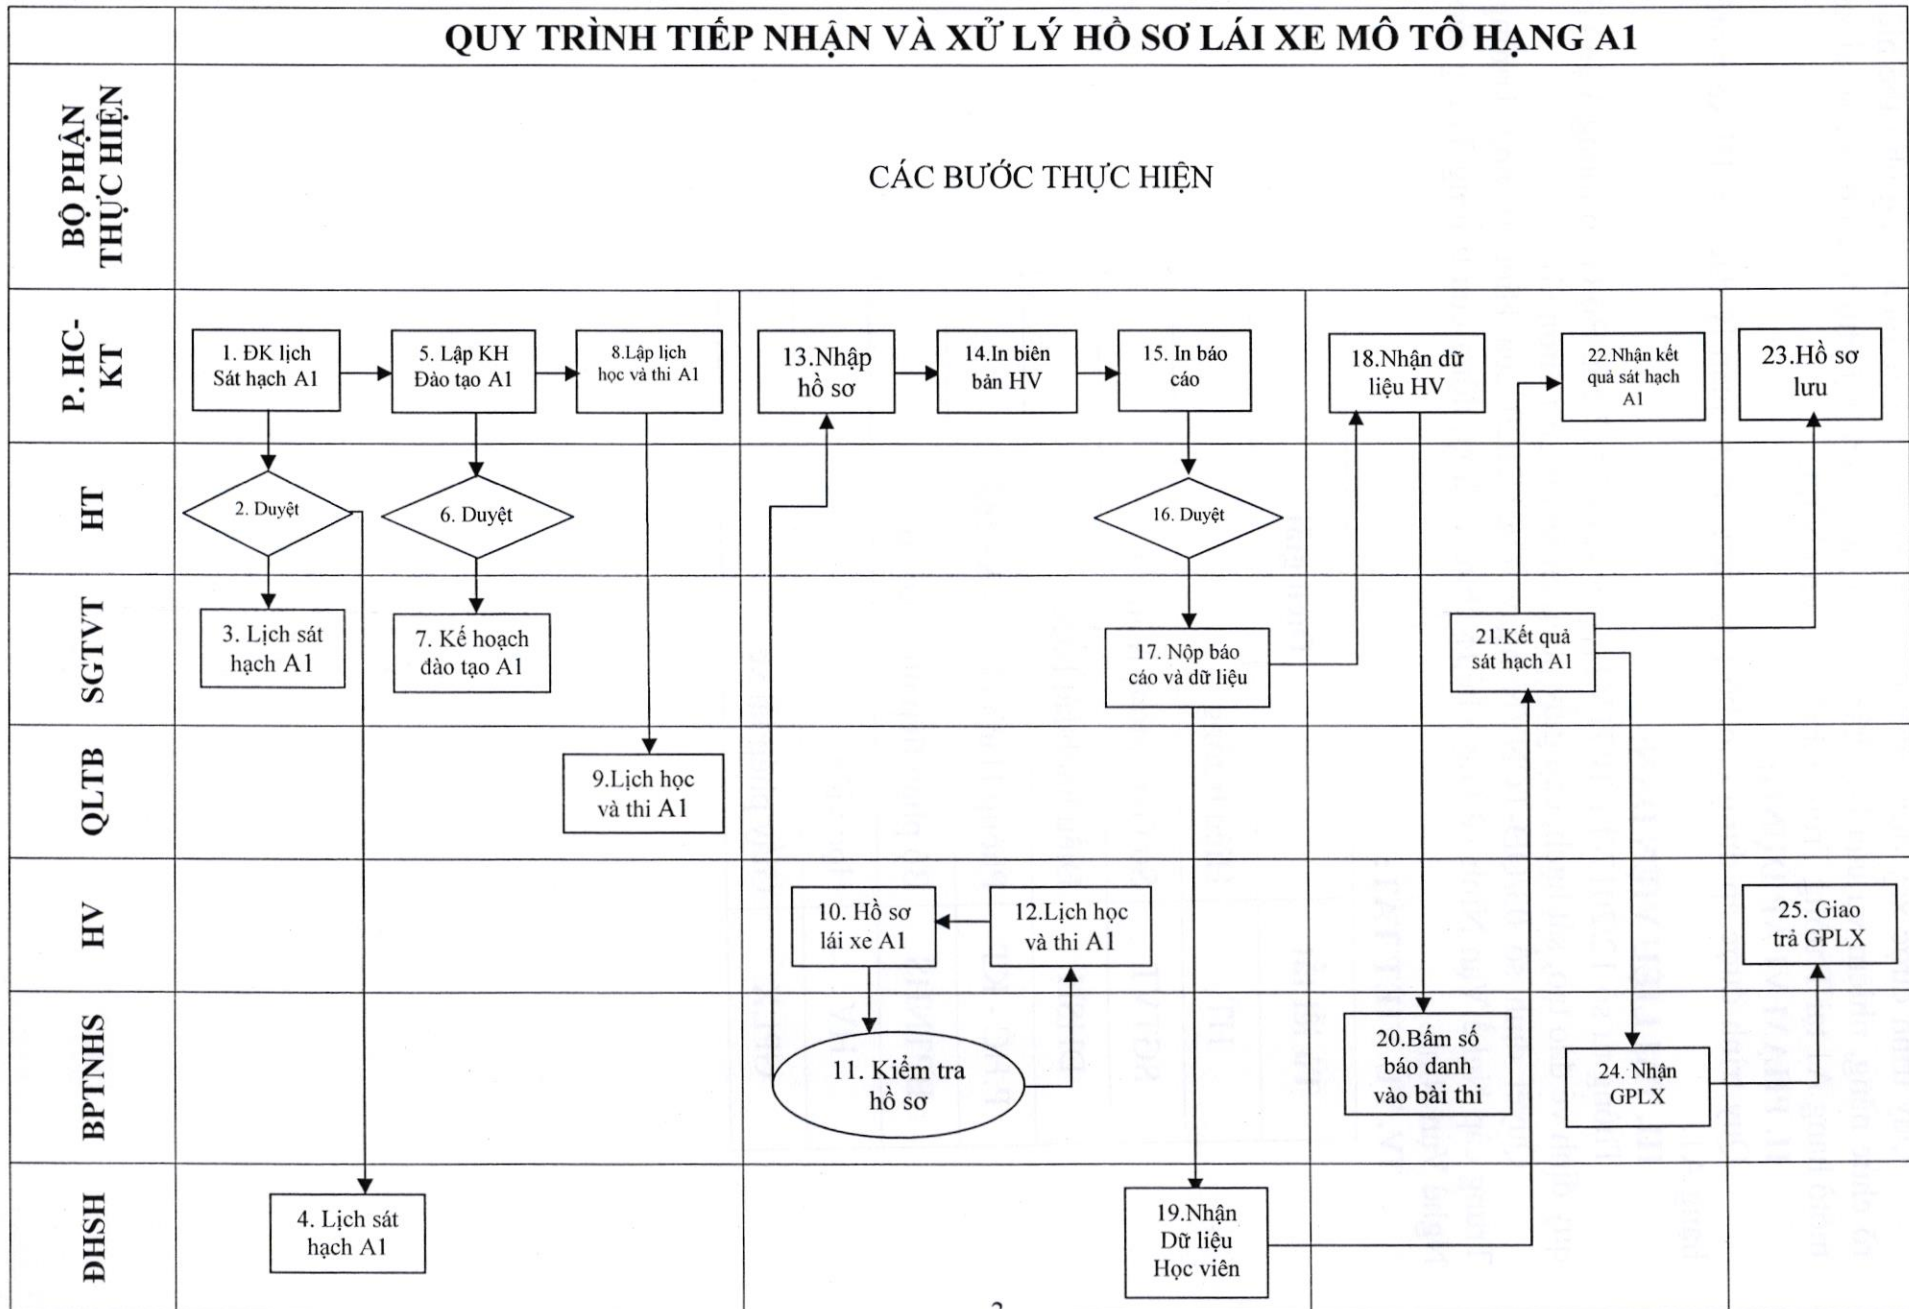 QUY TRÌNH TIẾP NHẬN VÀ XỬ LÝ HỒ SƠ LÁI XE MÔ TÔ HẠNG A1
BỘ PHẬN
THỰC HIỆN
CÁC BƯỚC THỰC HIỆN
P. HC-
KT
1. ĐK lịch
Sát hạch A1
5. Lập KH
Đào tạo A1
8.Lập lịch
học và thi A1
13.Nhập
hồ sơ
14.In biên
bản HV
15. In báo
cáo
18.Nhận dữ
liệu HV
22.Nhận kết
quả sát hạch
A1
23.Hồ sơ
lưu
HT
2. Duyệt
6. Duyệt
16. Duyệt
SGTVT
3. Lịch sát
hạch A1
7. Kế hoạch
đào tạo A1
17. Nộp báo
cáo và dữ liệu
21.Kết quả
sát hạch A1
QLTB
9.Lịch học
và thi A1
HV
10. Hồ sơ
lái xe A1
12.Lịch học
và thi A1
25. Giao
trả GPLX
BPTNHS
11. Kiểm tra
hồ sơ
20.Bấm số
báo danh
vào bài thi
24. Nhận
GPLX
ĐHSH
4. Lịch sát
hạch A1
19.Nhận
Dữ liệu
Học viên